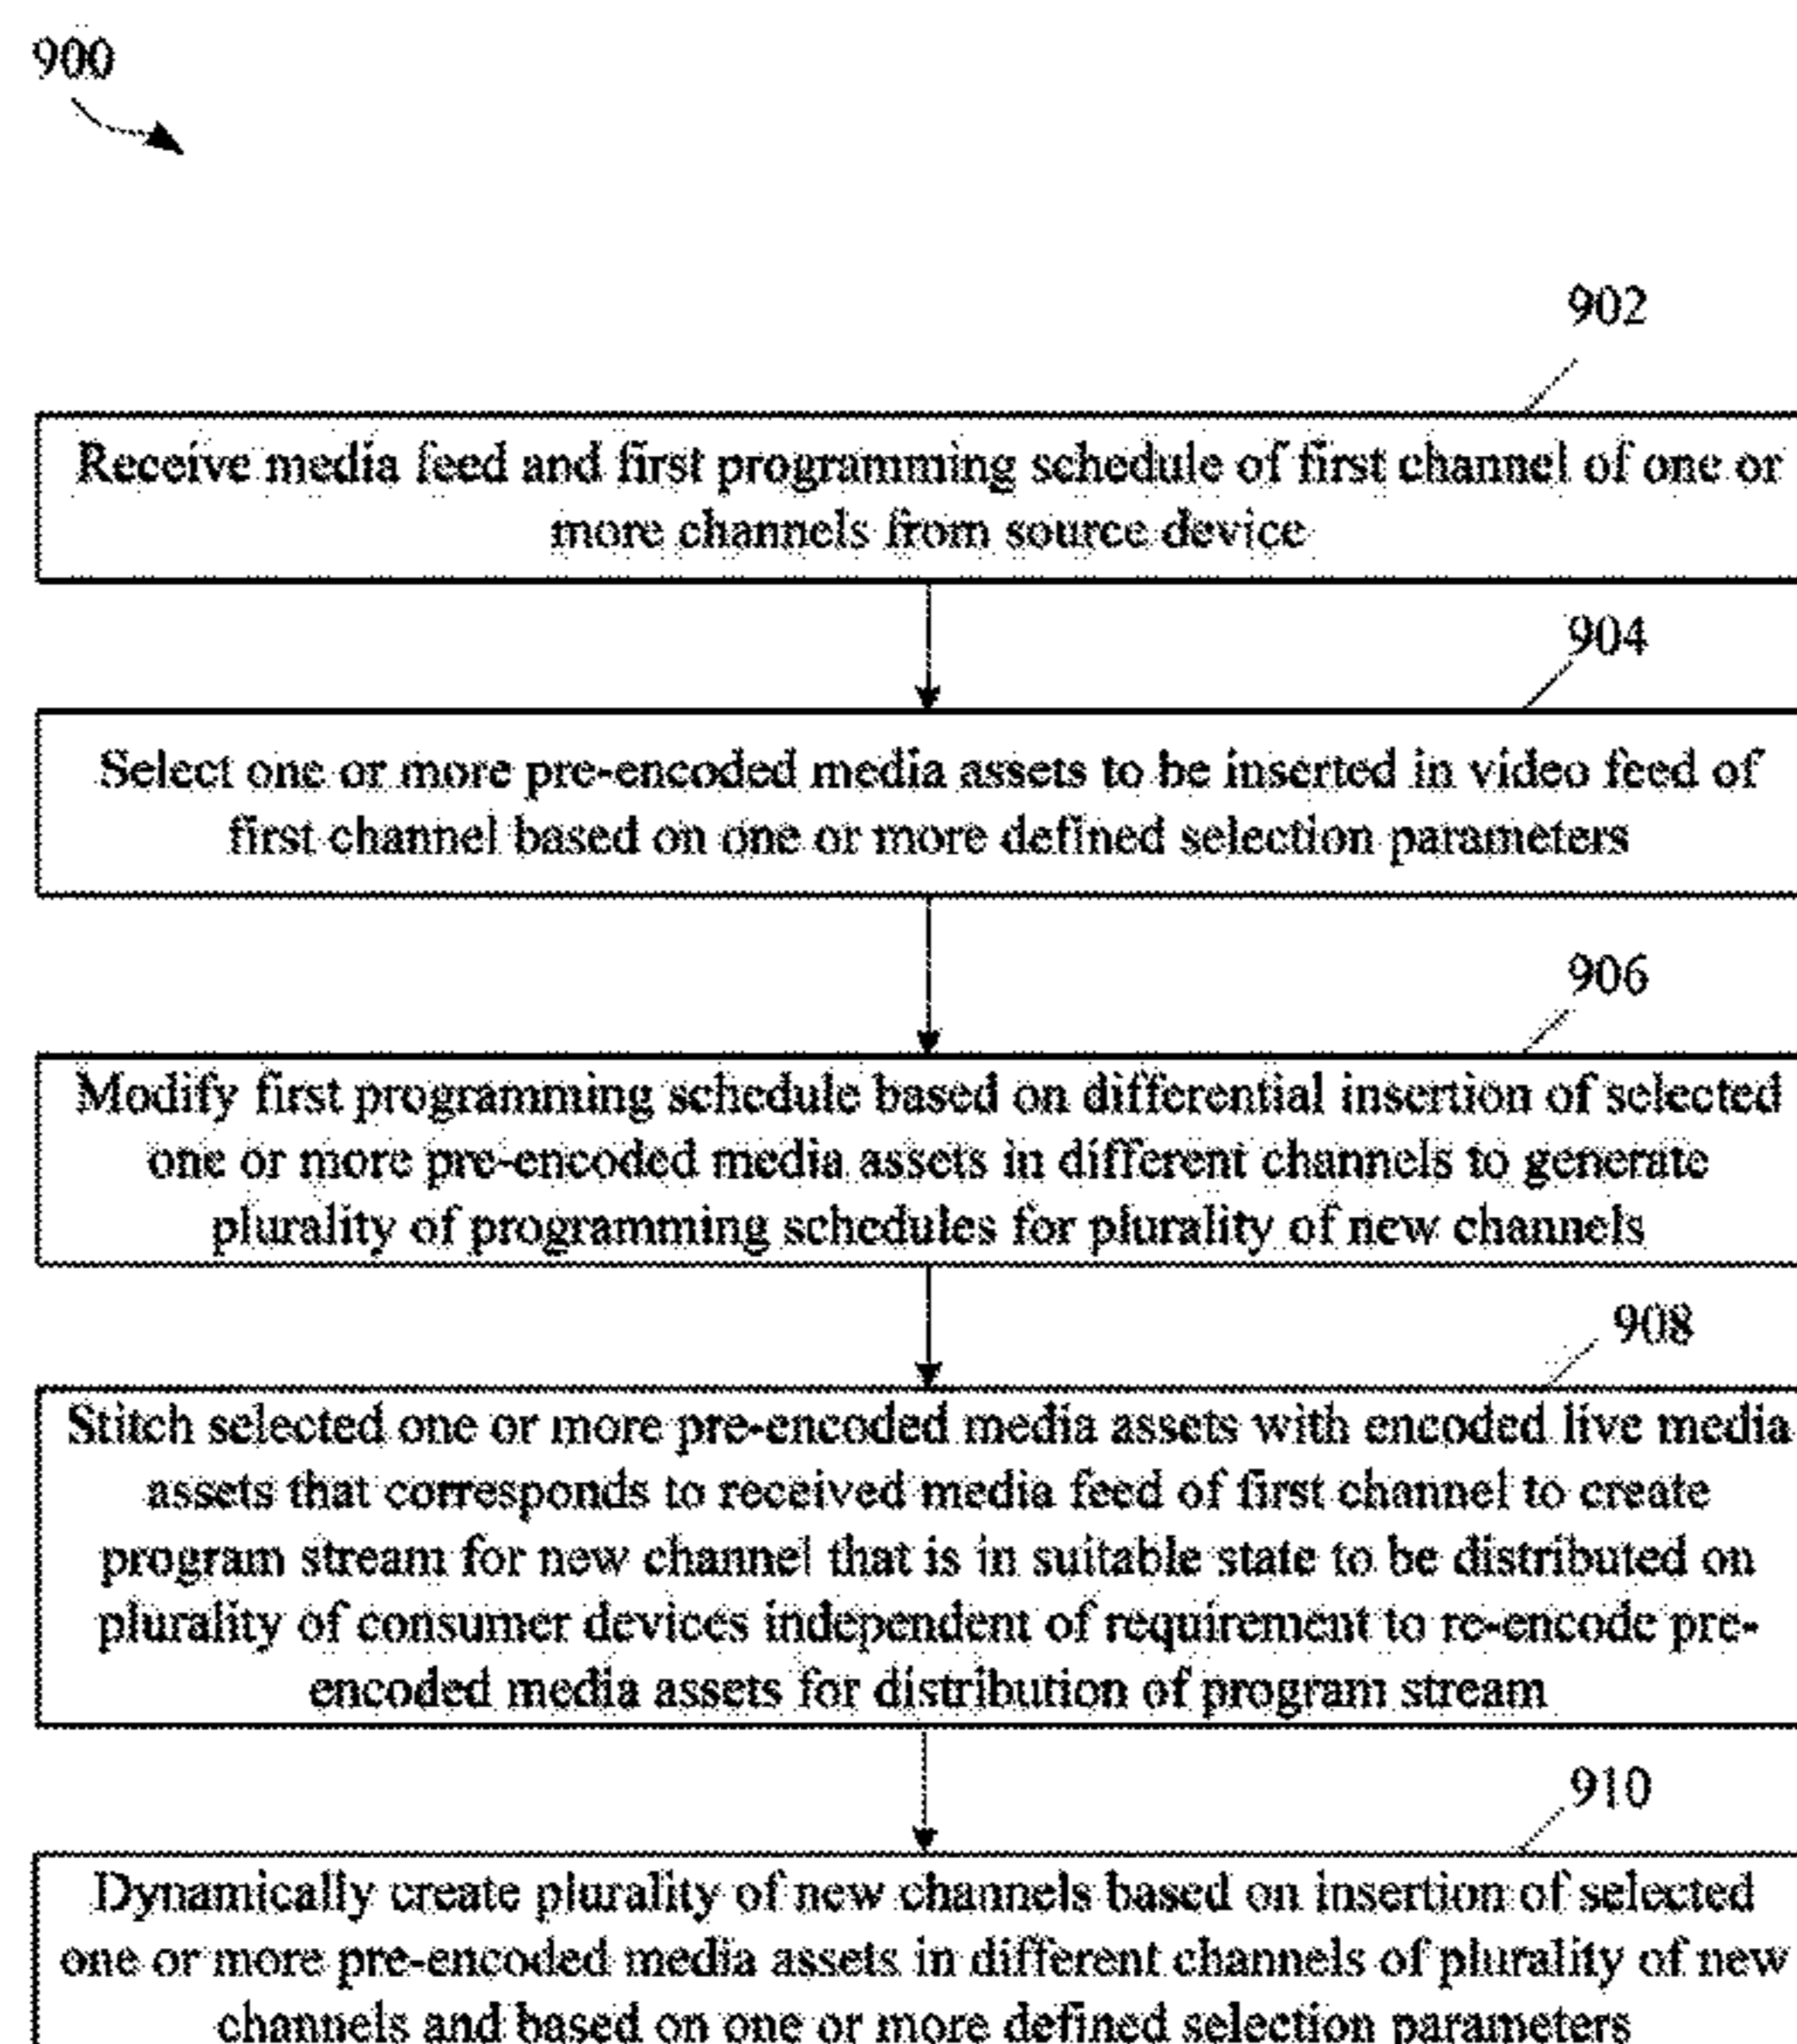 900
902
Receive media feed and first programming schedule of first channel of one or
more channels from source device
904
Select one or more pre-encoded media assets to be inserted in video feed of
first channel based on one or more defined selection parameters
906
Modify first programming schedule based on differential insertion of selected
one or more pre-encoded media assets in different channels to generate
plurality of programming schedules for plurality of new channels
908
Stitch selected one or more pre-encoded media assets with encoded live media
assets that corresponds to received media feed of first channel to create
program stream for new channel that is in suitable state to be distributed on
plurality of consumer devices independent of requirement to re-encode pre-
encoded media assets for distribution of program stream
910
Dynamically create plurality of new channels based on insertion of selected
one or more pre-encoded media assets in different channels of plurality of new
channels and based on one or more defined selection parameters